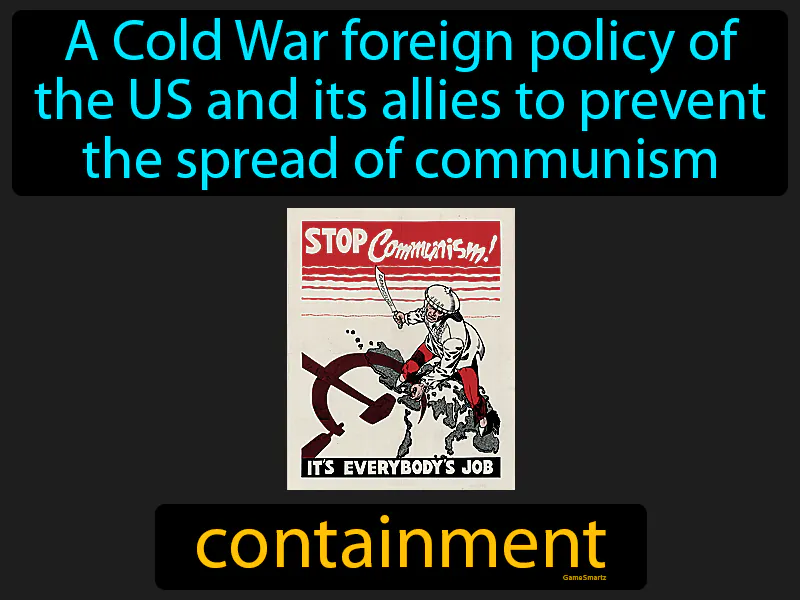 A Cold War foreign policy of
the US and its allies to prevent
the spread of communism
STOP Communism!
IT'S EVERYBODY'S JOB
containment
GameSmartz